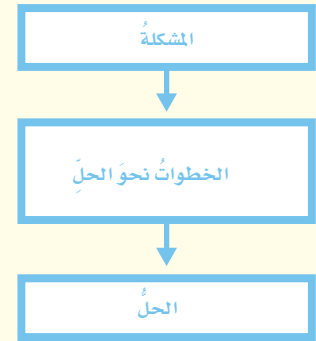 المشكلةُ
الخطواتُ نحوَ الحلِّ
الحلُّ